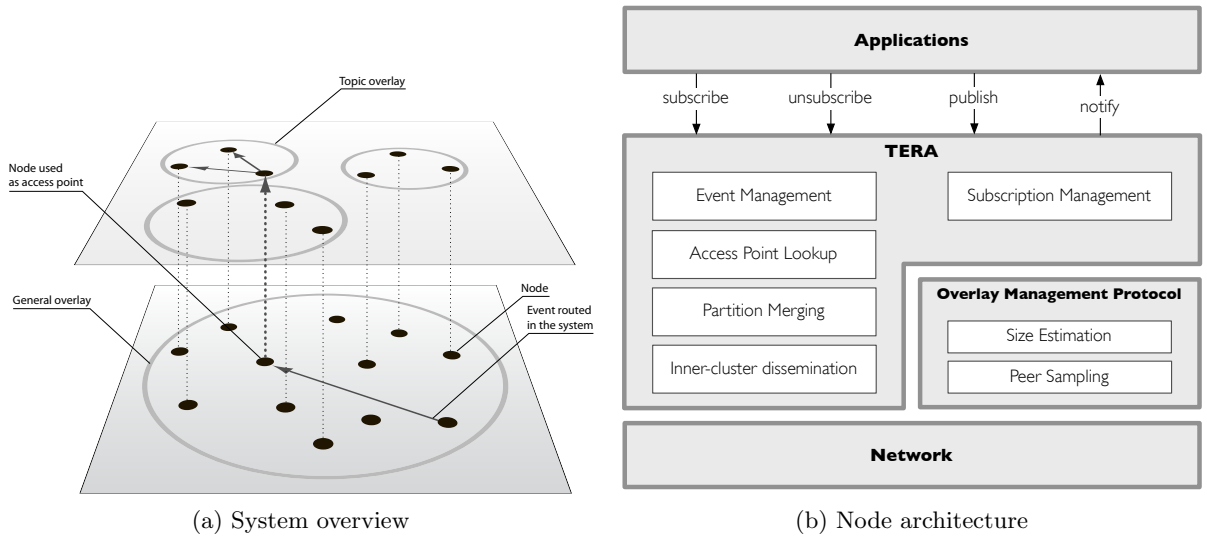 Topic overlay
Node used
as access point
General overlay
Node
Event routed
in the system
(a) System overview
Applications
subscribe
unsubscribe
publish
notify
TERA
Event Management
Subscription Management
Access Point Lookup
Partition Merging
Inner-cluster dissemination
Overlay Management Protocol
Size Estimation
Peer Sampling
Network
(b) Node architecture